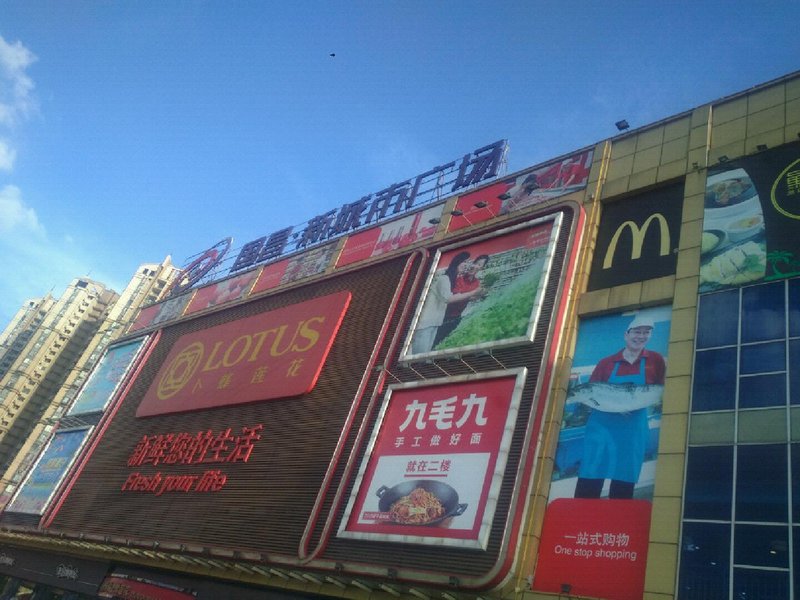 国昌·新城市广场
LOTUS
卜蜂莲花
新鲜您的生活
Fresh your life
九毛九
手工做好面
就在二楼
一站式购物
One stop shopping